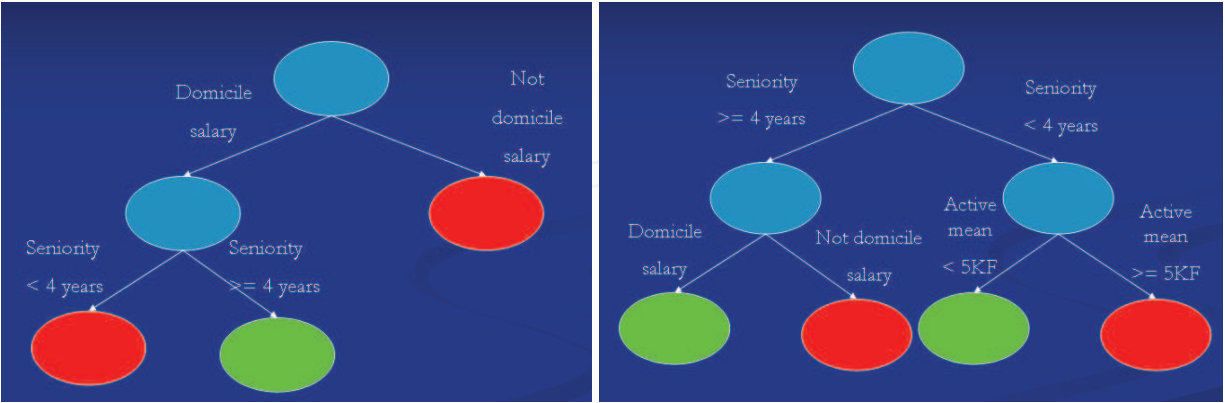 Domicile
salary
Not
domicile
salary
Seniority
< 4 years
Seniority
>= 4 years
Seniority
>= 4 years
Seniority
< 4 years
Domicile
salary
Not domicile
salary
Active
mean
< 5KF
Active
mean
>= 5KF